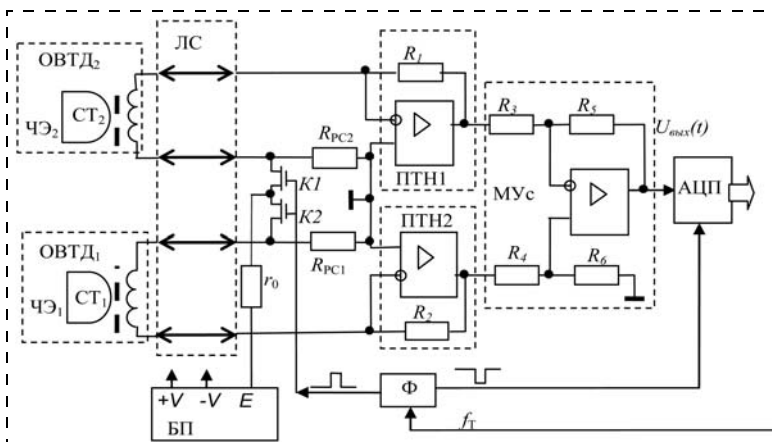 ОВТД₂
ЛС
R₁
ЧЭ₂
СТ₂
R₃
R₅
Uвых(t)
RРС2
ПТН1
К1
К2
МУс
АЦП
ПТН2
ОВТД₁
RРС1
R₄
R₆
ЧЭ₁
СТ₁
r₀
R₂
+V -V E
БП
Ф
fТ